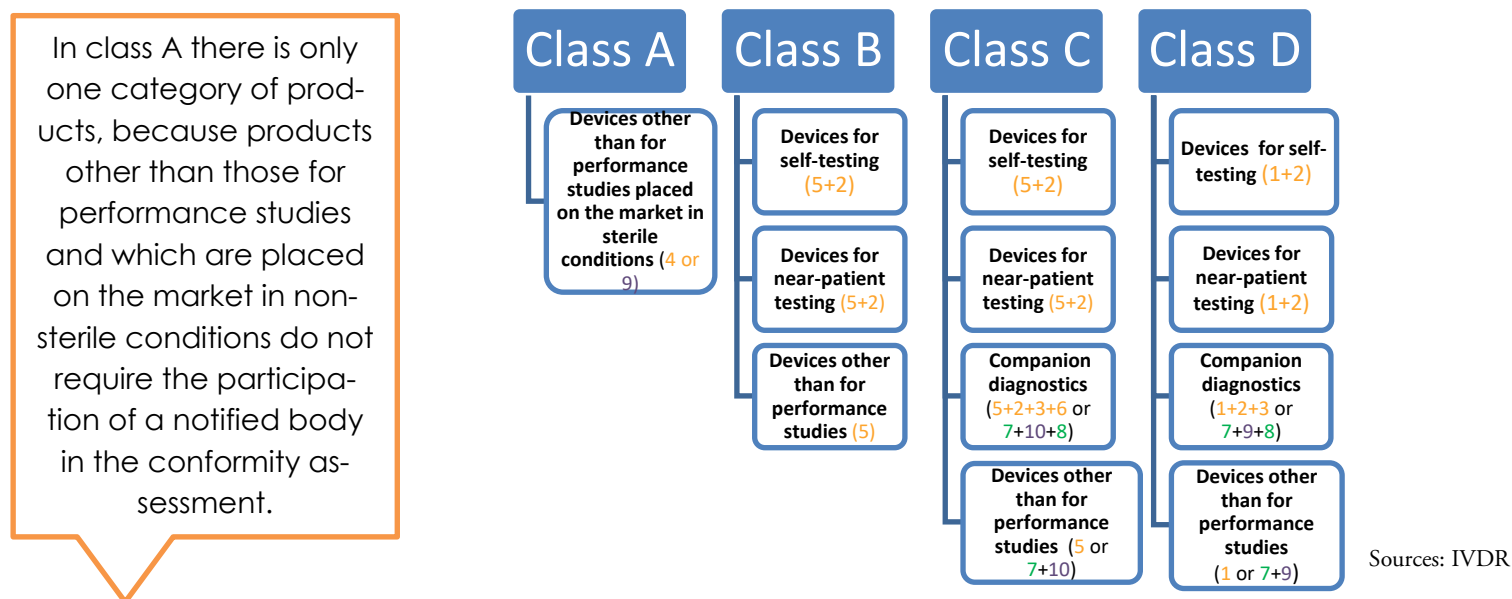 In class A there is only
one category of prod-
ucts, because products
other than those for
performance studies
and which are placed
on the market in non-
sterile conditions do not
require the participa-
tion of a notified body
in the conformity as-
sessment.
Class A
Devices other
than for
performance
studies placed
on the market in
sterile
conditions (4 or
9)
Class B
Devices for
self-testing
(5+2)
Devices for
near-patient
testing (5+2)
Devices other
than for
performance
studies (5)
Class C
Devices for
self-testing
(5+2)
Devices for
near-patient
testing (5+2)
Companion
diagnostics
(5+2+3+6 or
7+10+8)
Devices other
than for
performance
studies (5 or
7+10)
Class D
Devices for self-
testing (1+2)
Devices for
near-patient
testing (1+2)
Companion
diagnostics
(1+2+3 or
7+9+8)
Devices other
than for
performance
studies
(1 or 7+9)
Sources: IVDR